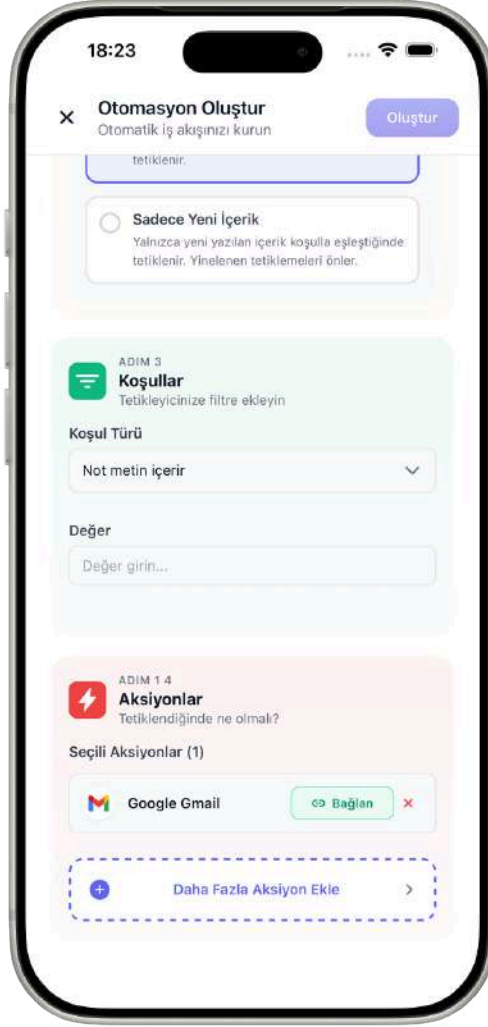 18:23
Otomasyon Oluştur
Otomatik iş akışınızı kurun
Oluştur
tetiklenir.
Sadece Yeni İçerik
Yalnızca yeni yazılan içerik koşulla eşleştiğinde
tetiklenir. Yinelenen tetiklemeleri önler.
ADIM 3
Koşullar
Tetikleyicinize filtre ekleyin
Koşul Türü
Not metin içerir
Değer
Değer girin...
ADIM 1 4
Aksiyonlar
Tetiklendiğinde ne olmalı?
Seçili Aksiyonlar (1)
Google Gmail
Bağlan
Daha Fazla Aksiyon Ekle